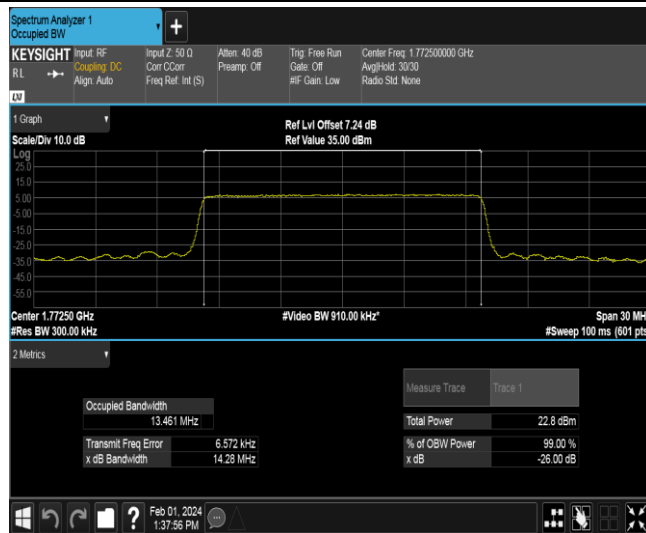 Spectrum Analyzer 1
Occupied BW
+
KEYSIGHT Input: RF Input Z: 50 Ω Atten: 40 dB Trig: Free Run Center Freq: 1.772500000 GHz
RL Coupling: DC Corr CCorr Preamp: Off Gate: Off Avg|Hold: 30/30
Align: Auto Freq Ref: Int (S) #IF Gain: Low Radio Std: None
1 Graph
Ref Lvl Offset 7.24 dB
Scale/Div 10.0 dB Ref Value 35.00 dBm
Log
25.0
15.0
5.00
-5.00
-15.0
-25.0
-35.0
-45.0
-55.0
Center 1.77250 GHz #Video BW 910.00 kHz* Span 30 MH
#Res BW 300.00 kHz #Sweep 100 ms (601 pts
2 Metrics
Measure Trace Trace 1
Occupied Bandwidth
13.461 MHz Total Power 22.8 dBm
Transmit Freq Error 6.572 kHz % of OBW Power 99.00 %
x dB Bandwidth 14.28 MHz x dB -26.00 dB
? Feb 01, 2024
1:37:56 PM